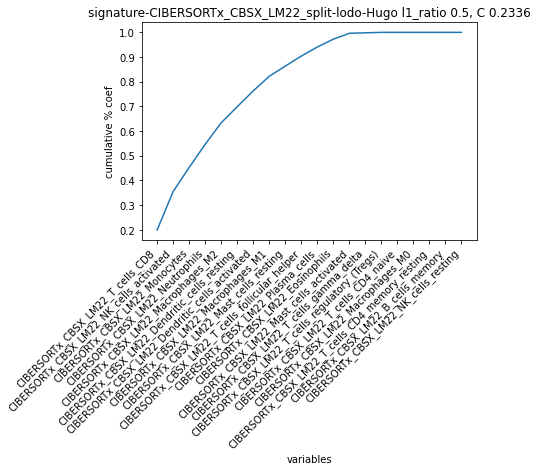 signature-CIBERSORTx_CBSX_LM22_split-lodo-Hugo l1_ratio 0.5, C 0.2336
cumulative % coef
1.0
0.9
0.8
0.7
0.6
0.5
0.4
0.3
0.2
CIBERSORTx_CBSX_LM22_T_cells_CD8
CIBERSORTx_CBSX_LM22_NK_cells_activated
CIBERSORTx_CBSX_LM22_Monocytes
CIBERSORTx_CBSX_LM22_Neutrophils
CIBERSORTx_CBSX_LM22_Macrophages_M2
CIBERSORTx_CBSX_LM22_Dendritic_cells_resting
CIBERSORTx_CBSX_LM22_Dendritic_cells_activated
CIBERSORTx_CBSX_LM22_Macrophages_M1
CIBERSORTx_CBSX_LM22_Mast_cells_resting
CIBERSORTx_CBSX_LM22_T_cells_follicular_helper
CIBERSORTx_CBSX_LM22_Plasma_cells
CIBERSORTx_CBSX_LM22_Eosinophils
CIBERSORTx_CBSX_LM22_Mast_cells_activated
CIBERSORTx_CBSX_LM22_T_cells_gamma_delta
CIBERSORTx_CBSX_LM22_T_cells_regulatory_(Tregs)
CIBERSORTx_CBSX_LM22_T_cells_CD4_naive
CIBERSORTx_CBSX_LM22_Macrophages_M0
CIBERSORTx_CBSX_LM22_T_cells_CD4_memory_resting
CIBERSORTx_CBSX_LM22_B_cells_memory
CIBERSORTx_CBSX_LM22_NK_cells_resting
variables